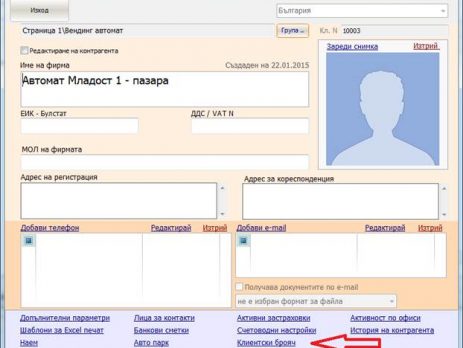 Изход
България
Страница 1\Вендинг автомат
Група
Кл. N 10003
Редактиране на контрагента
Зареди снимка Изтрий
Име на фирма
Създаден на 22.01.2015
Автомат Младост 1 - пазара
ЕИК - Булстат
ДДС / VAT N
МОЛ на фирмата
Адрес на регистрация
Адрес за кореспонденция
Добави телефон Редактирай Изтрий
Добави e-mail Редактирай Изтрий
Получава документите по e-mail
не е избран формат за файла
Допълнителни параметри Лица за контакти Активни застраховки Активност по офиси
Шаблони за Excel печат Банкови сметки Счетоводни настройки История на контрагента
Наем Авто парк Клиентски брояч